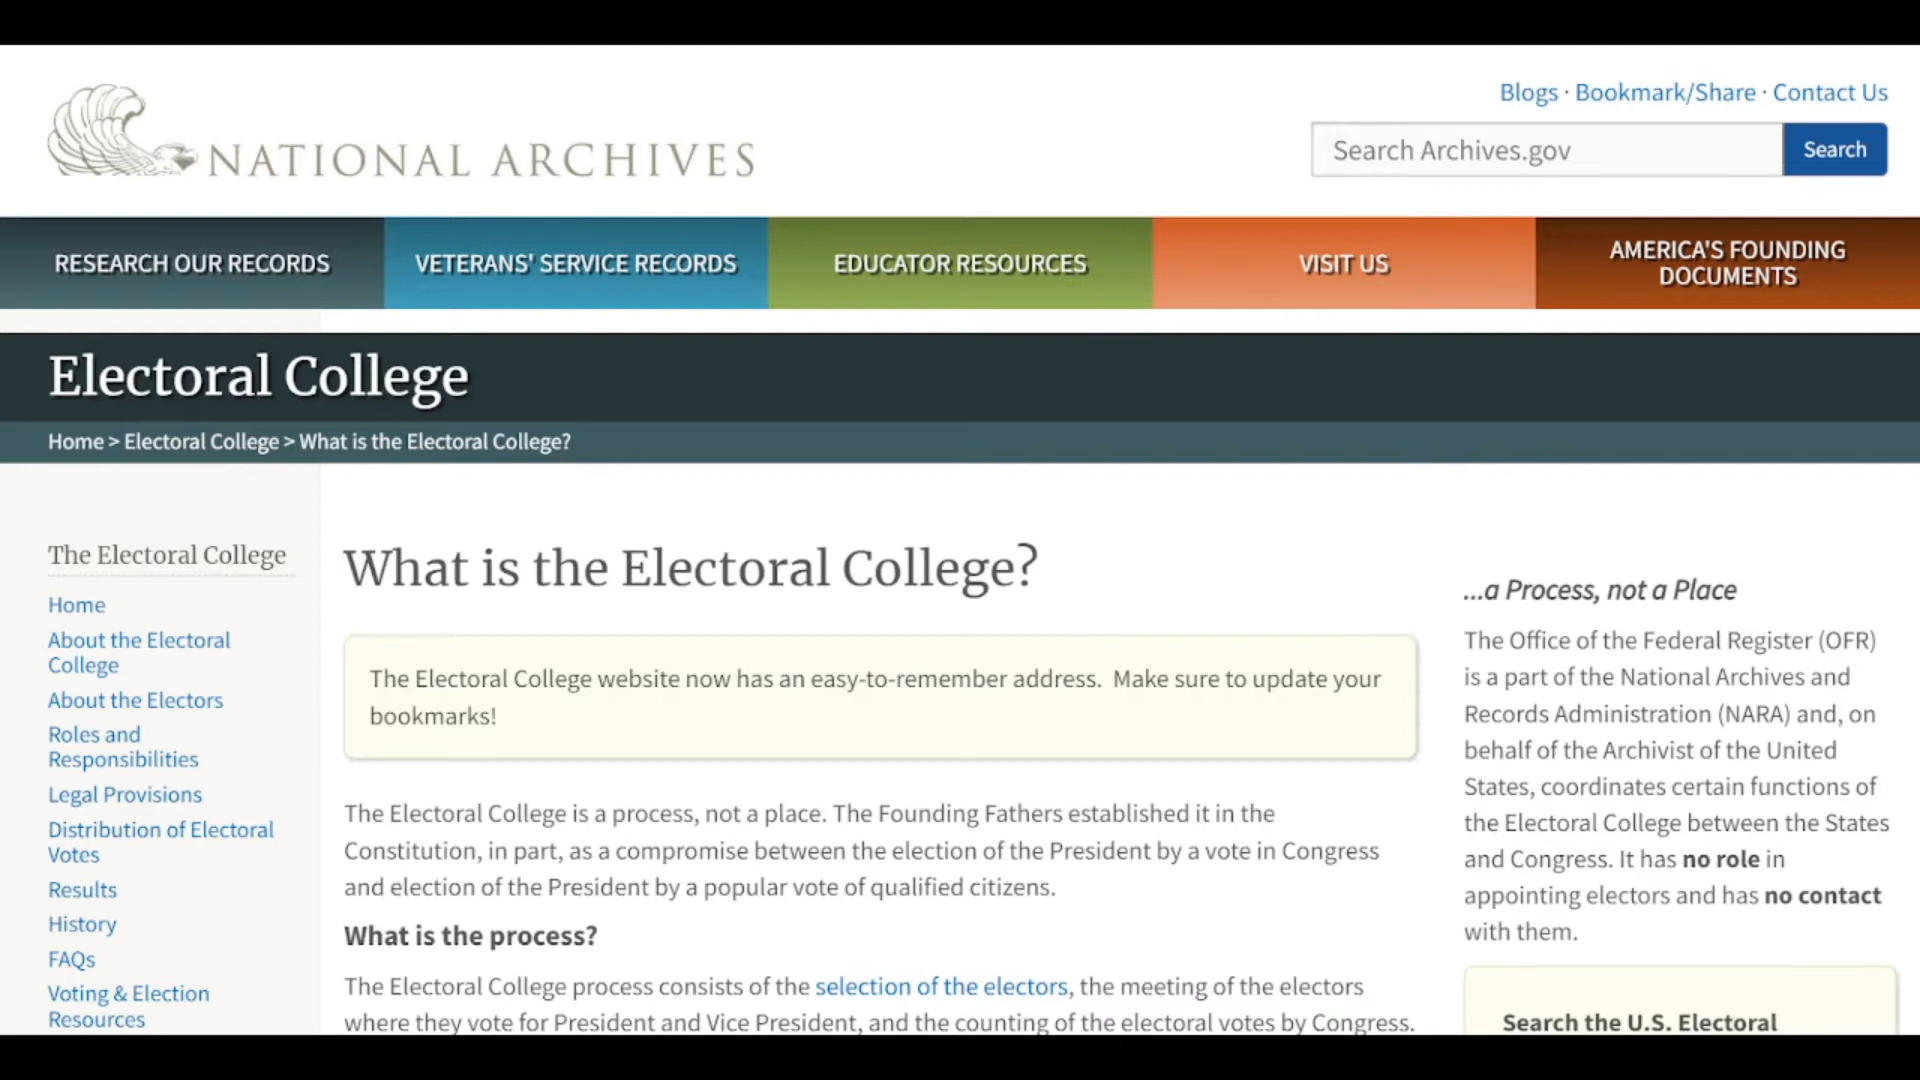 NATIONAL ARCHIVES
Blogs · Bookmark/Share · Contact Us
Search Archives.gov
Search
RESEARCH OUR RECORDS
VETERANS' SERVICE RECORDS
EDUCATOR RESOURCES
VISIT US
AMERICA'S FOUNDING
DOCUMENTS
Electoral College
Home > Electoral College > What is the Electoral College?
The Electoral College
Home
About the Electoral
College
About the Electors
Roles and
Responsibilities
Legal Provisions
Distribution of Electoral
Votes
Results
History
FAQs
Voting & Election
Resources
What is the Electoral College?
The Electoral College website now has an easy-to-remember address.  Make sure to update your
bookmarks!
The Electoral College is a process, not a place. The Founding Fathers established it in the
Constitution, in part, as a compromise between the election of the President by a vote in Congress
and election of the President by a popular vote of qualified citizens.
What is the process?
The Electoral College process consists of the selection of the electors, the meeting of the electors
where they vote for President and Vice President, and the counting of the electoral votes by Congress.
...a Process, not a Place
The Office of the Federal Register (OFR)
is a part of the National Archives and
Records Administration (NARA) and, on
behalf of the Archivist of the United
States, coordinates certain functions of
the Electoral College between the States
and Congress. It has no role in
appointing electors and has no contact
with them.
Search the U.S. Electoral